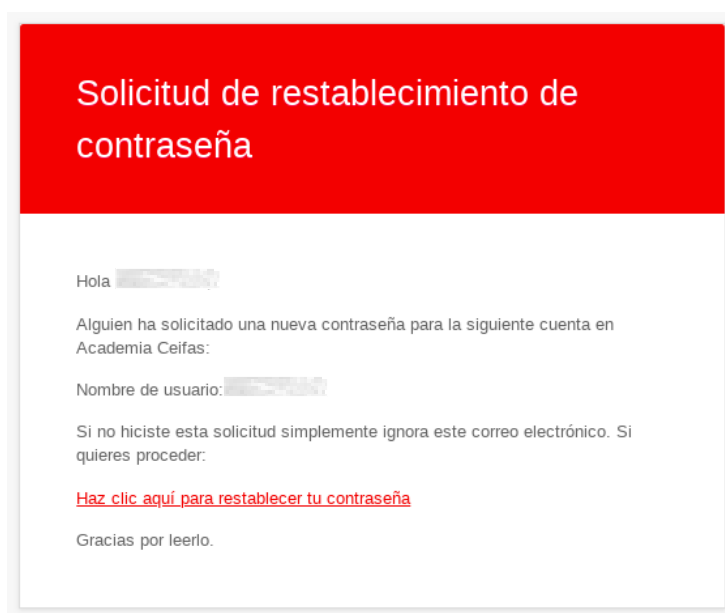 Solicitud de restablecimiento de
contraseña
Hola
Alguien ha solicitado una nueva contraseña para la siguiente cuenta en
Academia Ceifas:
Nombre de usuario:
Si no hiciste esta solicitud simplemente ignora este correo electrónico. Si
quieres proceder:
Haz clic aquí para restablecer tu contraseña
Gracias por leerlo.